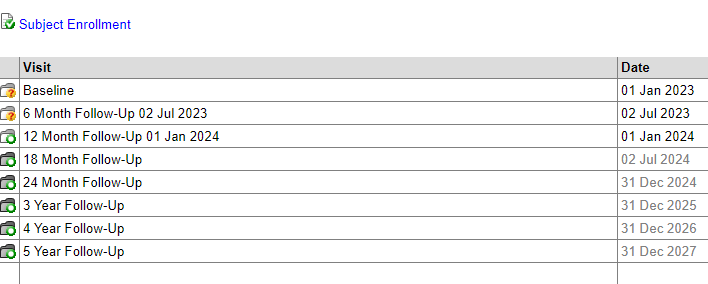 Subject Enrollment
Visit Date
Baseline 01 Jan 2023
6 Month Follow-Up 02 Jul 2023 02 Jul 2023
12 Month Follow-Up 01 Jan 2024 01 Jan 2024
18 Month Follow-Up 02 Jul 2024
24 Month Follow-Up 31 Dec 2024
3 Year Follow-Up 31 Dec 2025
4 Year Follow-Up 31 Dec 2026
5 Year Follow-Up 31 Dec 2027